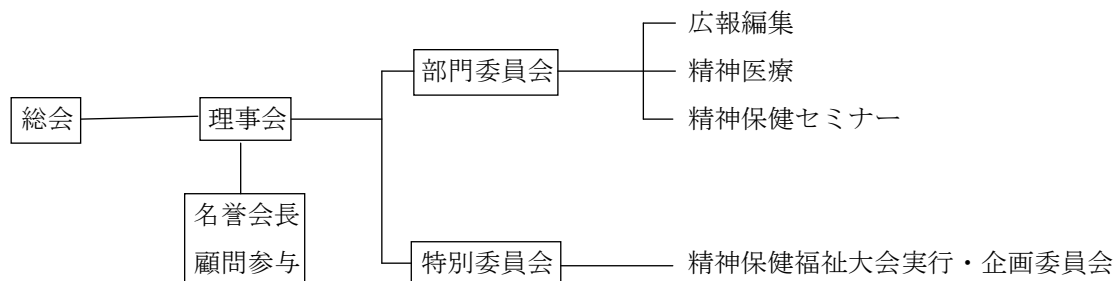 総会
理事会
名誉会長
顧問参与
部門委員会
広報編集
精神医療
精神保健セミナー
特別委員会
精神保健福祉大会実行・企画委員会